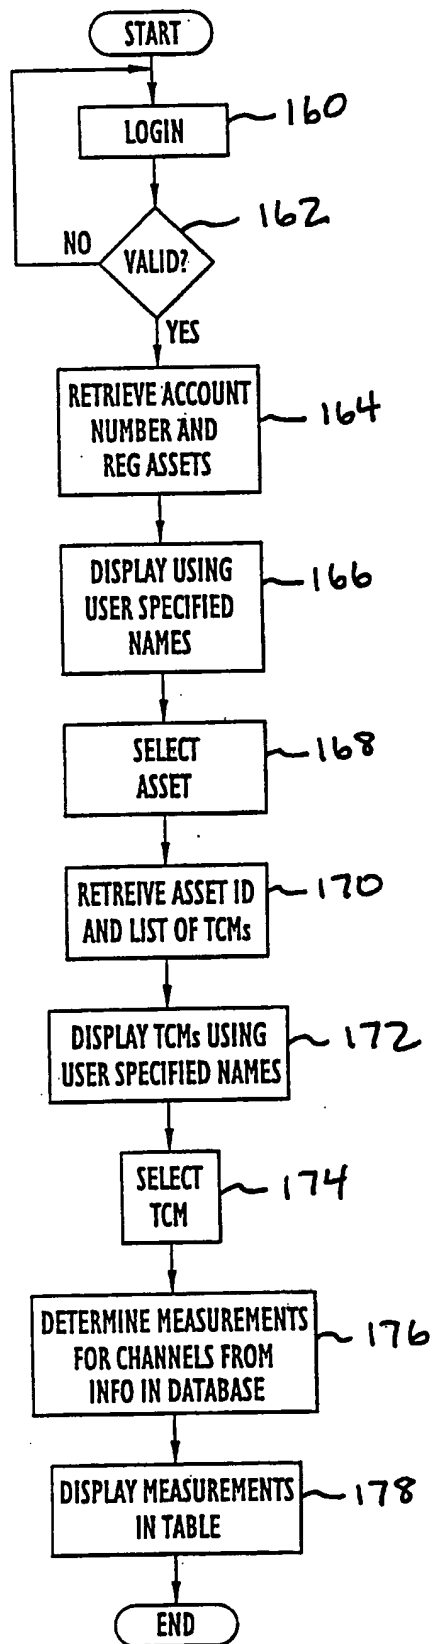 START
LOGIN
160
162
NO
VALID?
YES
RETRIEVE ACCOUNT
NUMBER AND
REG ASSETS
164
DISPLAY USING
USER SPECIFIED
NAMES
166
SELECT
ASSET
168
RETREIVE ASSET ID
AND LIST OF TCMs
170
DISPLAY TCMs USING
USER SPECIFIED NAMES
172
SELECT
TCM
174
DETERMINE MEASUREMENTS
FOR CHANNELS FROM
INFO IN DATABASE
176
DISPLAY MEASUREMENTS
IN TABLE
178
END